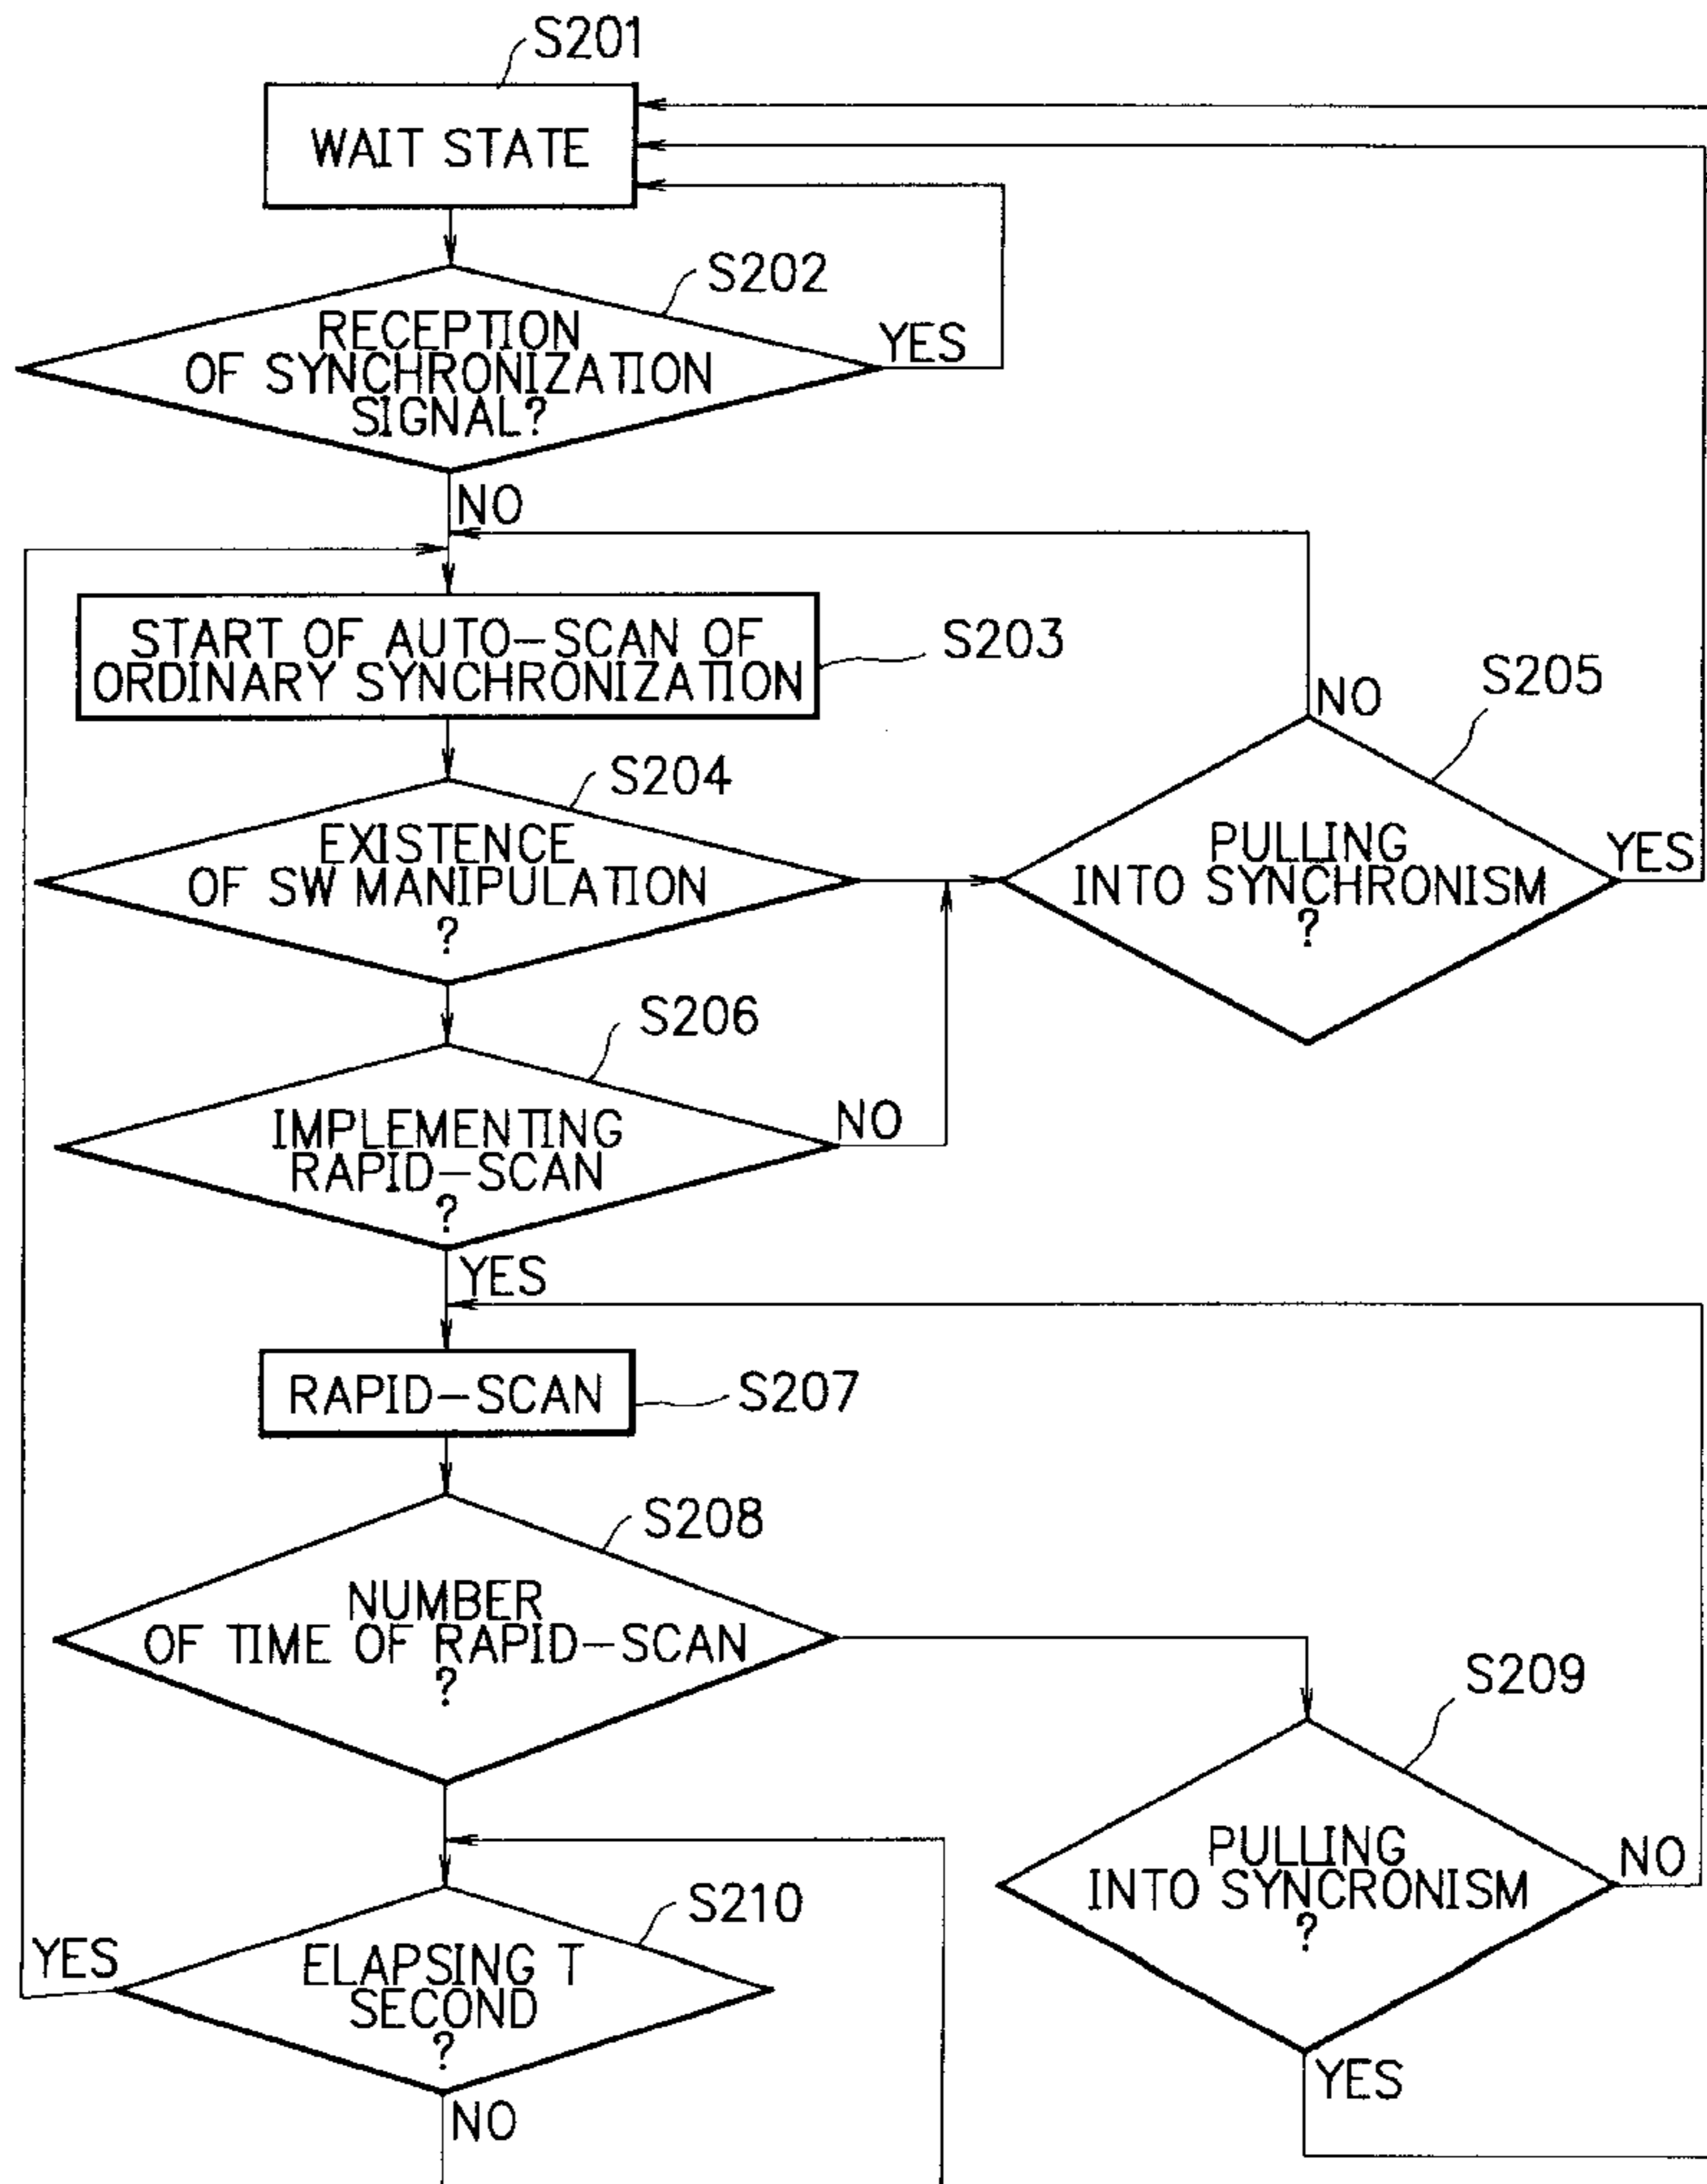 S201
WAIT STATE
S202
RECEPTION
OF SYNCHRONIZATION
SIGNAL?
YES
NO
START OF AUTO-SCAN OF
ORDINARY SYNCHRONIZATION
S203
S205
NO
S204
EXISTENCE
OF SW MANIPULATION
?
PULLING
INTO SYNCHRONISM
?
YES
S206
IMPLEMENTING
RAPID-SCAN
?
NO
YES
RAPID-SCAN
S207
S208
NUMBER
OF TIME OF RAPID-SCAN
?
S209
PULLING
INTO SYNCRONISM
?
NO
YES
S210
ELAPSING T
SECOND
?
YES
NO